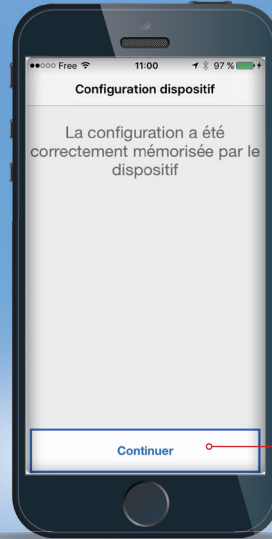 Free 11:00 97 %
Configuration dispositif
La configuration a été
correctement mémorisée par le
dispositif
Continuer